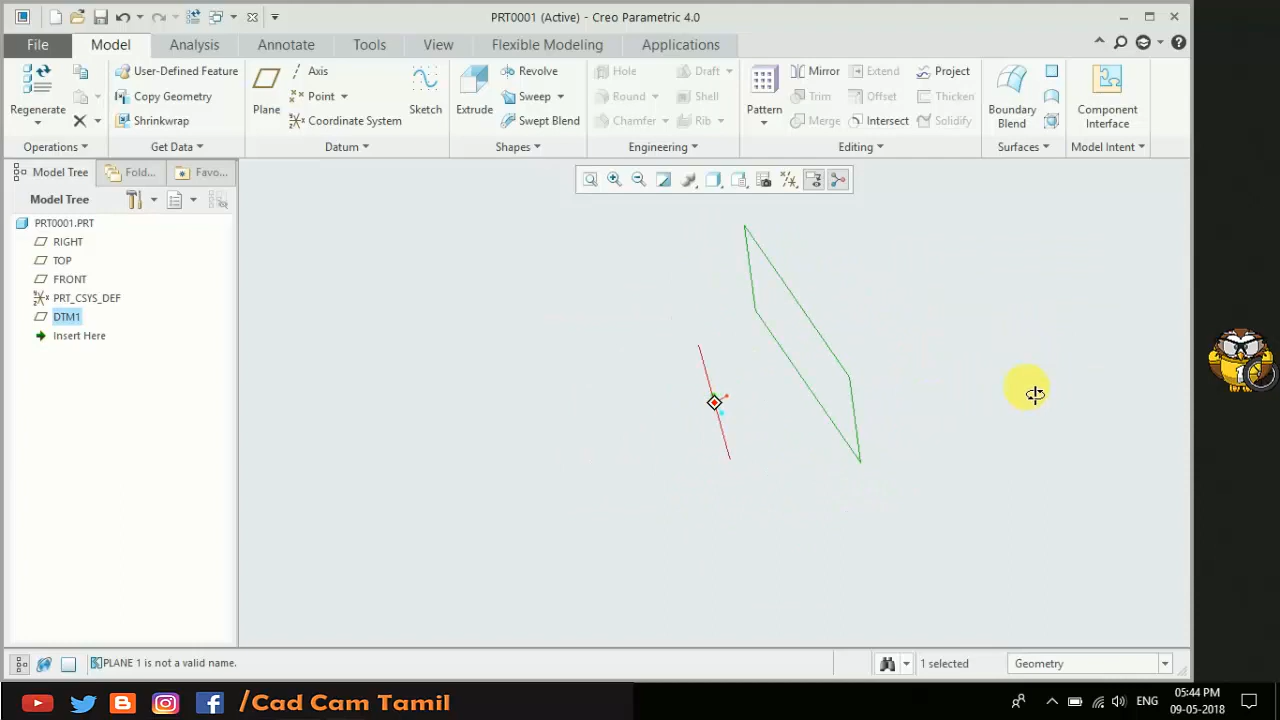 PRT0001 (Active) - Creo Parametric 4.0
File Model Analysis Annotate Tools View Flexible Modeling Applications
Regenerate
Operations
User-Defined Feature
Copy Geometry
Shrinkwrap
Get Data
Plane
Axis
Point
Coordinate System
Sketch
Datum
Extrude
Revolve
Sweep
Swept Blend
Shapes
Hole
Round
Chamfer
Draft
Shell
Rib
Engineering
Pattern
Mirror
Trim
Merge
Extend
Offset
Intersect
Project
Thicken
Solidify
Editing
Boundary
Blend
Surfaces
Component
Interface
Model Intent
Model Tree Fold... Favo...
Model Tree
PRT0001.PRT
RIGHT
TOP
FRONT
PRT_CSYS_DEF
DTM1
Insert Here
PLANE 1 is not a valid name.
1 selected
Geometry
/Cad Cam Tamil
ENG
05:44 PM
09-05-2018